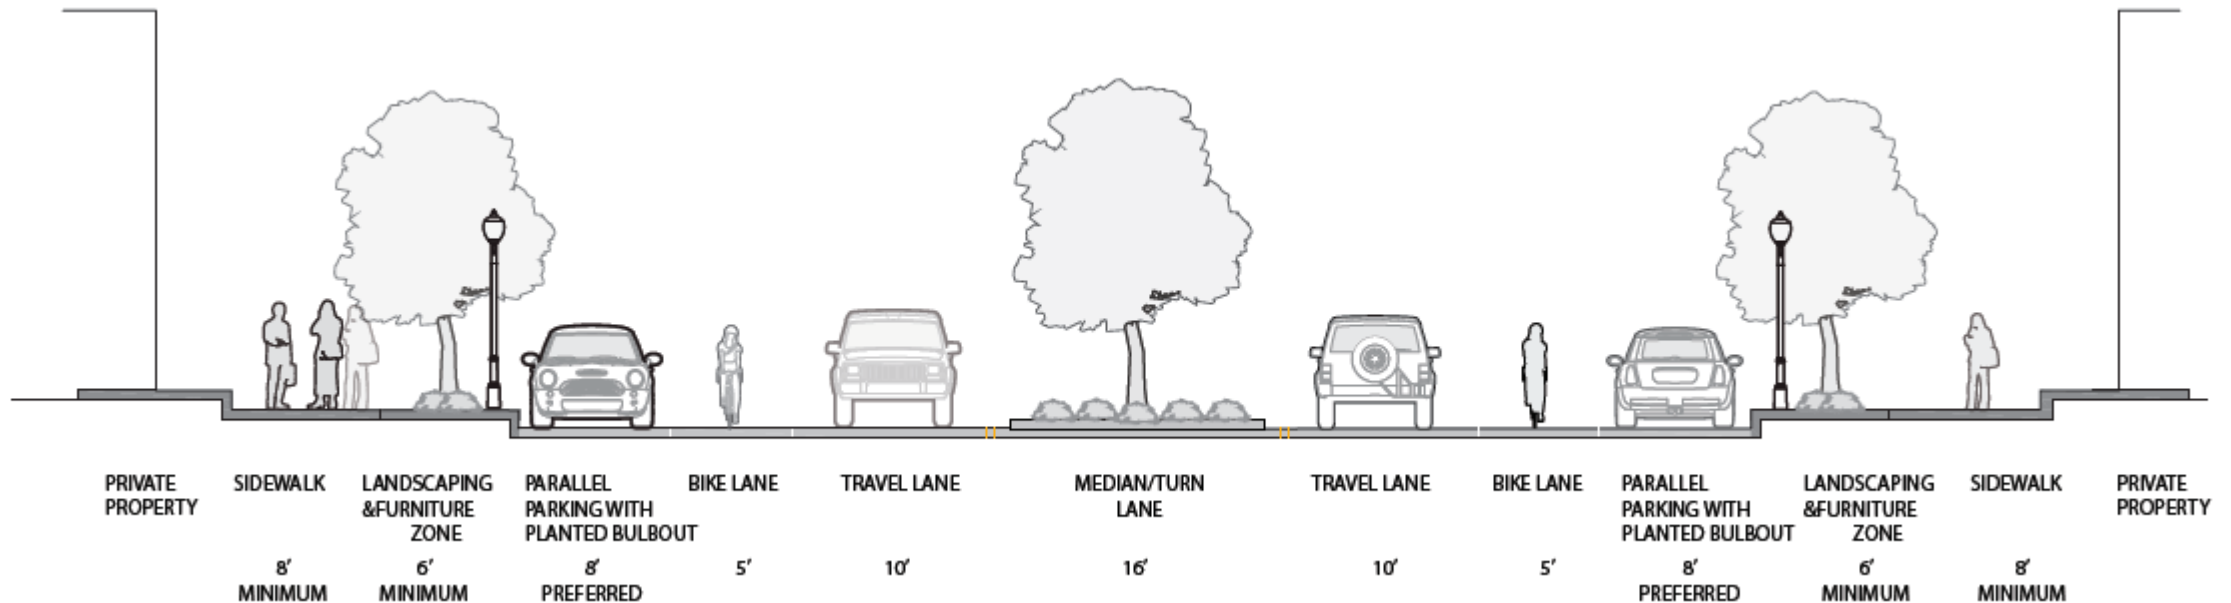 PRIVATE
PROPERTY
SIDEWALK
8’
MINIMUM
LANDSCAPING
&FURNITURE
ZONE
6’
MINIMUM
PARALLEL
PARKING WITH
PLANTED BULBOUT
8’
PREFERRED
BIKE LANE
5’
TRAVEL LANE
10’
MEDIAN/TURN
LANE
16’
TRAVEL LANE
10’
BIKE LANE
5’
PARALLEL
PARKING WITH
PLANTED BULBOUT
8’
PREFERRED
LANDSCAPING
&FURNITURE
ZONE
6’
MINIMUM
SIDEWALK
8’
MINIMUM
PRIVATE
PROPERTY